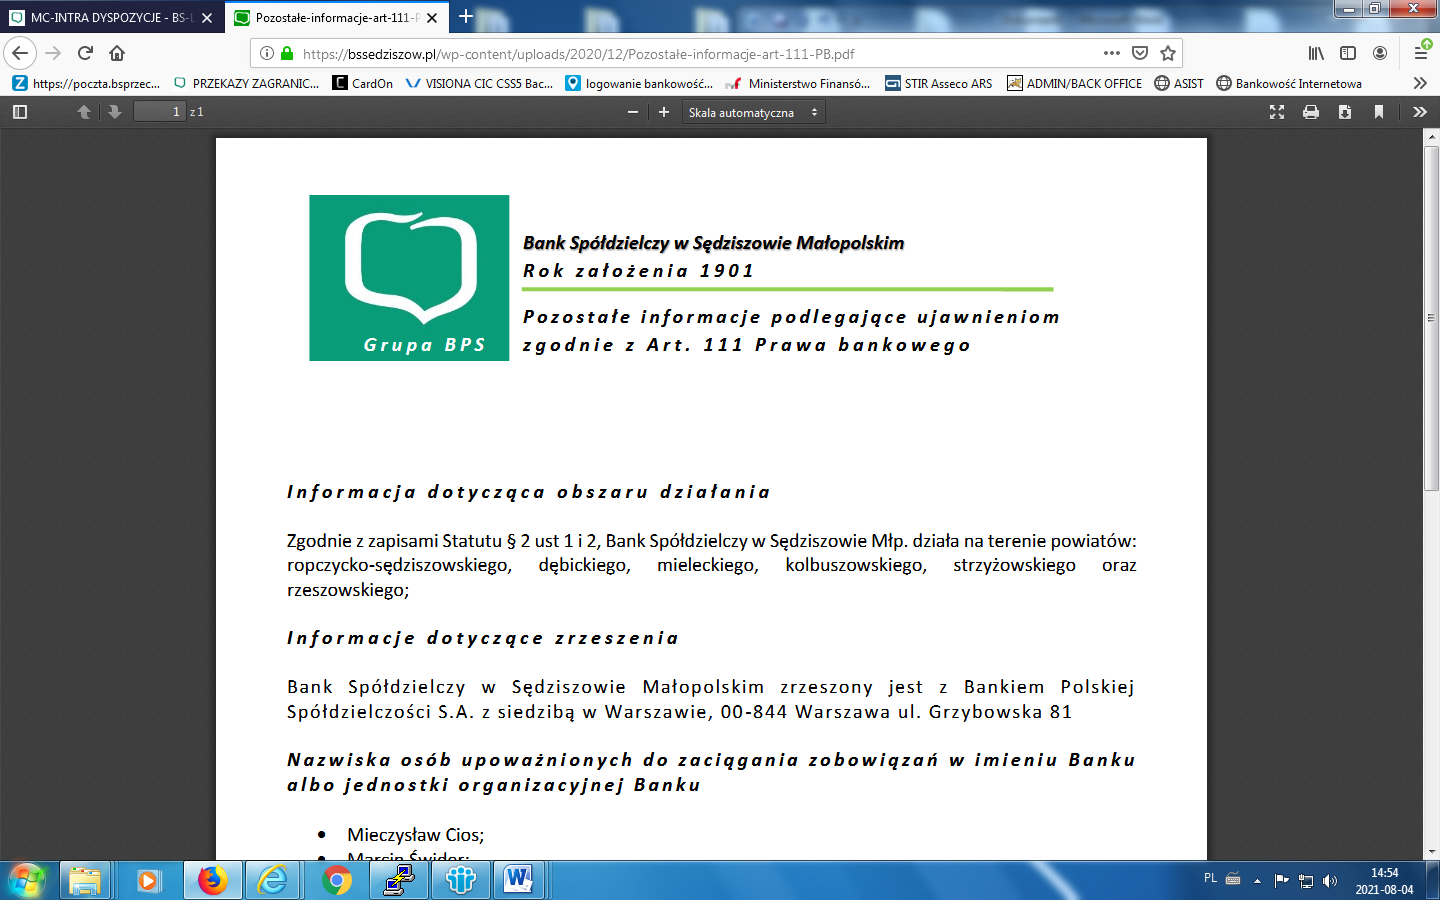 MC-INTRA DYSPOZYCJE - BS-L
Pozostałe-informacje-art-111-P
https://bssedziszow.pl/wp-content/uploads/2020/12/Pozostałe-informacje-art-111-PB.pdf
https://poczta.bsprzec... PRZEKAZY ZAGRANIC... CardOn VISIONA CIC CSS5 Bac... logowanie bankowość... Ministerstwo Finansó... STIR Asseco ARS ADMIN/BACK OFFICE ASIST Bankowość Internetowa
1 z 1 Skala automatyczna
Bank Spółdzielczy w Sędziszowie Małopolskim
Rok założenia 1901
Pozostałe informacje podlegające ujawnieniom
zgodnie z Art. 111 Prawa bankowego
Grupa BPS
Informacja dotycząca obszaru działania
Zgodnie z zapisami Statutu § 2 ust 1 i 2, Bank Spółdzielczy w Sędziszowie Młp. działa na terenie powiatów:
ropczycko-sędziszowskiego, dębickiego, mieleckiego, kolbuszowskiego, strzyżowskiego oraz
rzeszowskiego;
Informacje dotyczące zrzeszenia
Bank Spółdzielczy w Sędziszowie Małopolskim zrzeszony jest z Bankiem Polskiej
Spółdzielczości S.A. z siedzibą w Warszawie, 00-844 Warszawa ul. Grzybowska 81
Nazwiska osób upoważnionych do zaciągania zobowiązań w imieniu Banku
albo jednostki organizacyjnej Banku
• Mieczysław Cios;
• Marcin Świder;
PL
14:54
2021-08-04